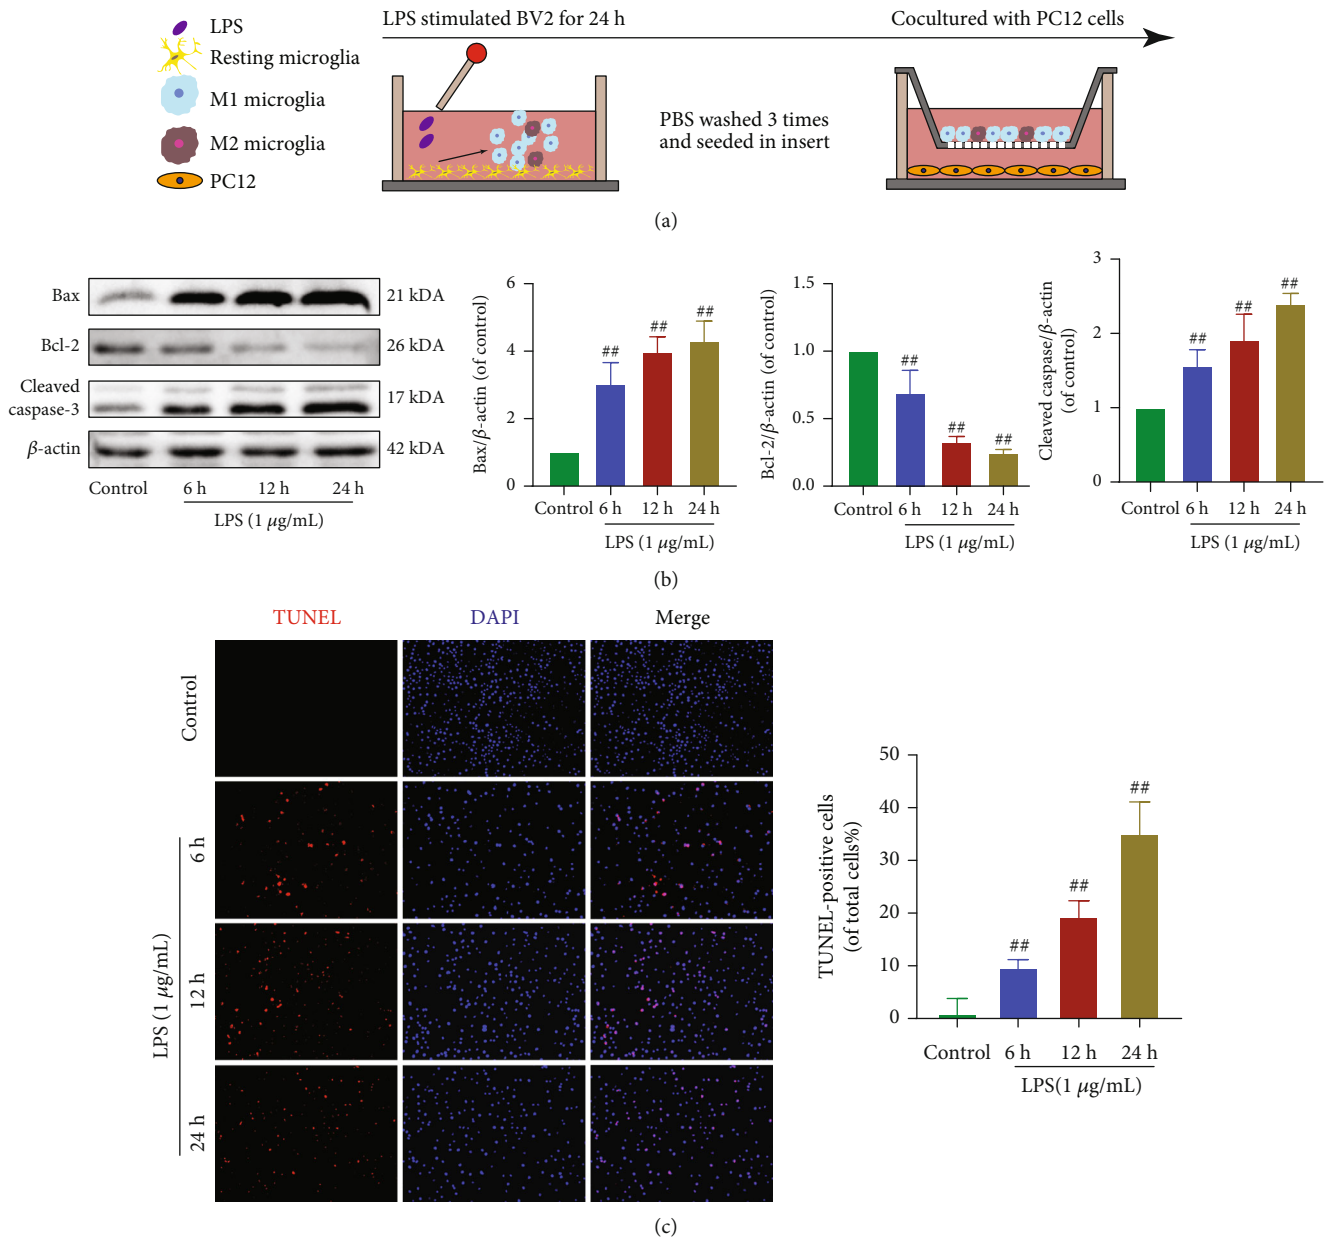 LPS
Resting microglia
M1 microglia
M2 microglia
PC12
LPS stimulated BV2 for 24 h
PBS washed 3 times
and seeded in insert
Cocultured with PC12 cells
(a)
Bax
21 kDA
Bcl-2
26 kDA
Cleaved
caspase-3
17 kDA
β-actin
42 kDA
Control
6 h
12 h
24 h
LPS (1 μg/mL)
Bax/β-actin (of control)
6
4
2
0
##
##
##
Control
6 h
12 h
24 h
LPS (1 μg/mL)
Bcl-2/β-actin (of control)
1.5
1.0
0.5
0.0
##
##
##
Control
6 h
12 h
24 h
LPS (1 μg/mL)
Cleaved caspase/β-actin
(of control)
3
2
1
0
##
##
##
Control
6 h
12 h
24 h
LPS (1 μg/mL)
(b)
TUNEL
DAPI
Merge
Control
6 h
12 h
24 h
LPS (1 μg/mL)
TUNEL-positive cells
(of total cells%)
50
40
30
20
10
0
##
##
##
Control
6 h
12 h
24 h
LPS(1 μg/mL)
(c)